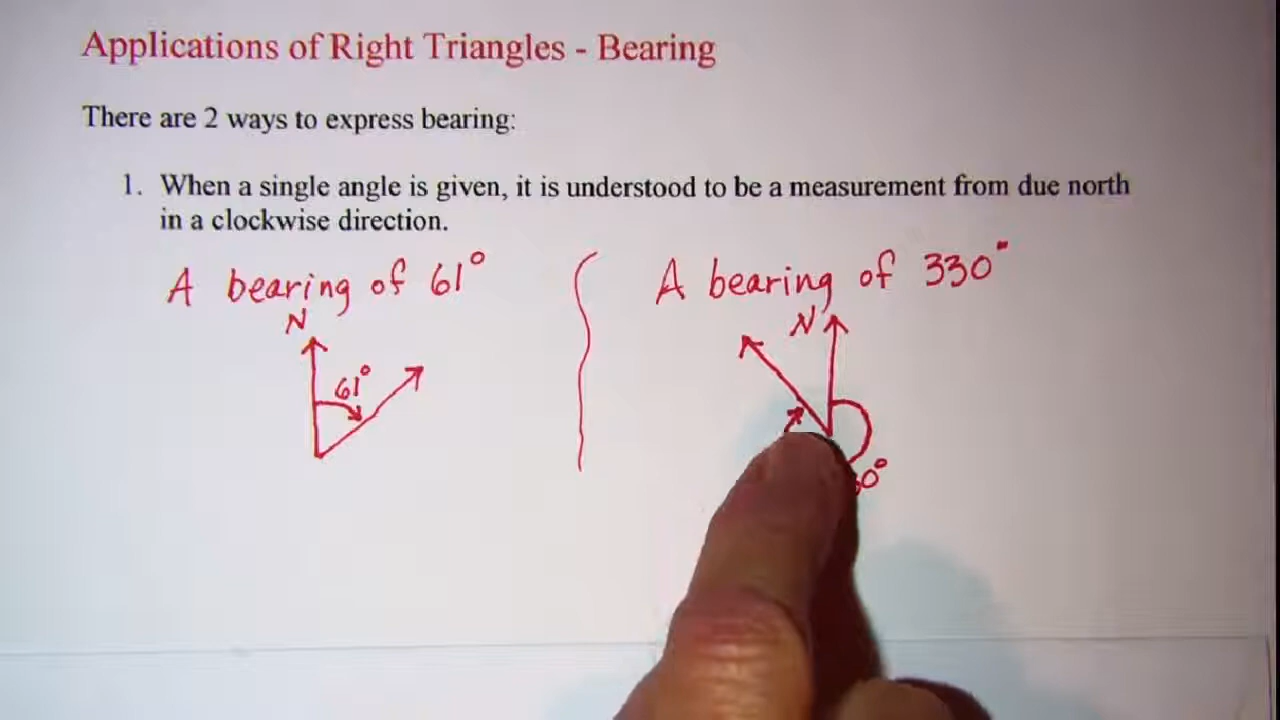 Applications of Right Triangles - Bearing
There are 2 ways to express bearing:
1. When a single angle is given, it is understood to be a measurement from due north
in a clockwise direction.
A bearing of 61°
A bearing of 330°
N
61°
N
0°